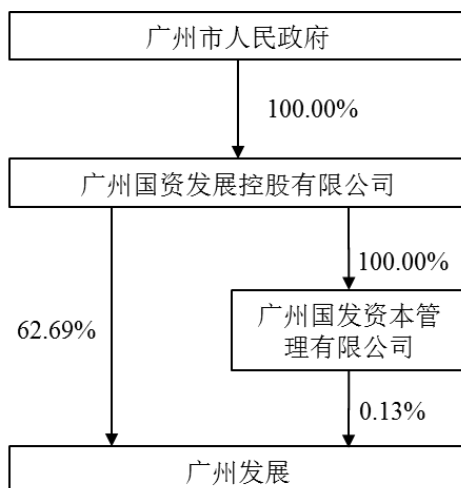 广州市人民政府
100.00%
广州国资发展控股有限公司
100.00%
62.69%
广州国发资本管
理有限公司
0.13%
广州发展